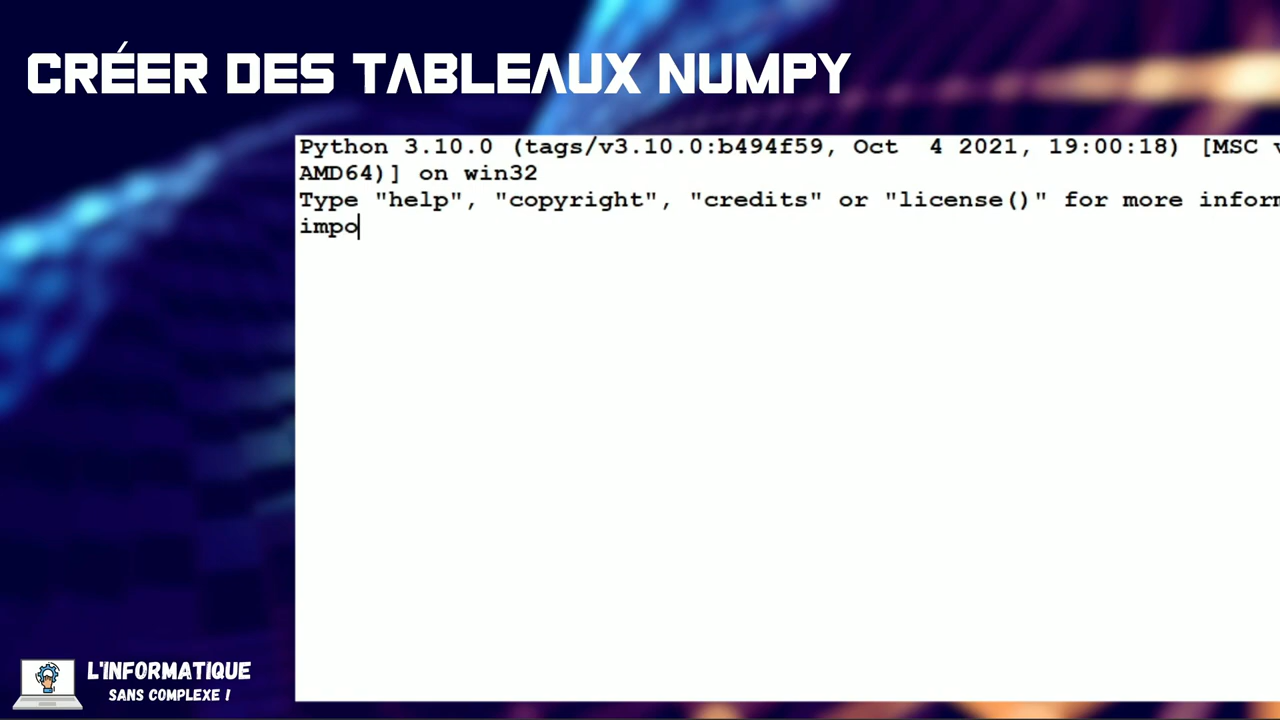 CRÉER DES TABLEAUX NUMPY
Python 3.10.0 (tags/v3.10.0:b494f59, Oct  4 2021, 19:00:18) [MSC
AMD64)] on win32
Type "help", "copyright", "credits" or "license()" for more
impo
L'INFORMATIQUE
SANS COMPLEXE !